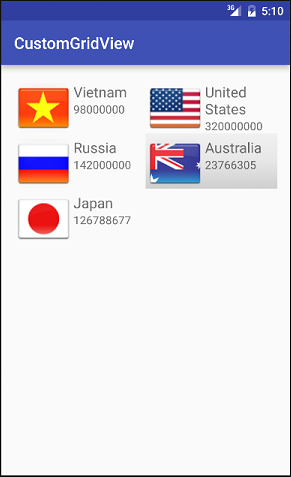 3G 5:10
CustomGridView
Vietnam
98000000
United
States
320000000
Russia
142000000
Australia
23766305
Japan
126788677